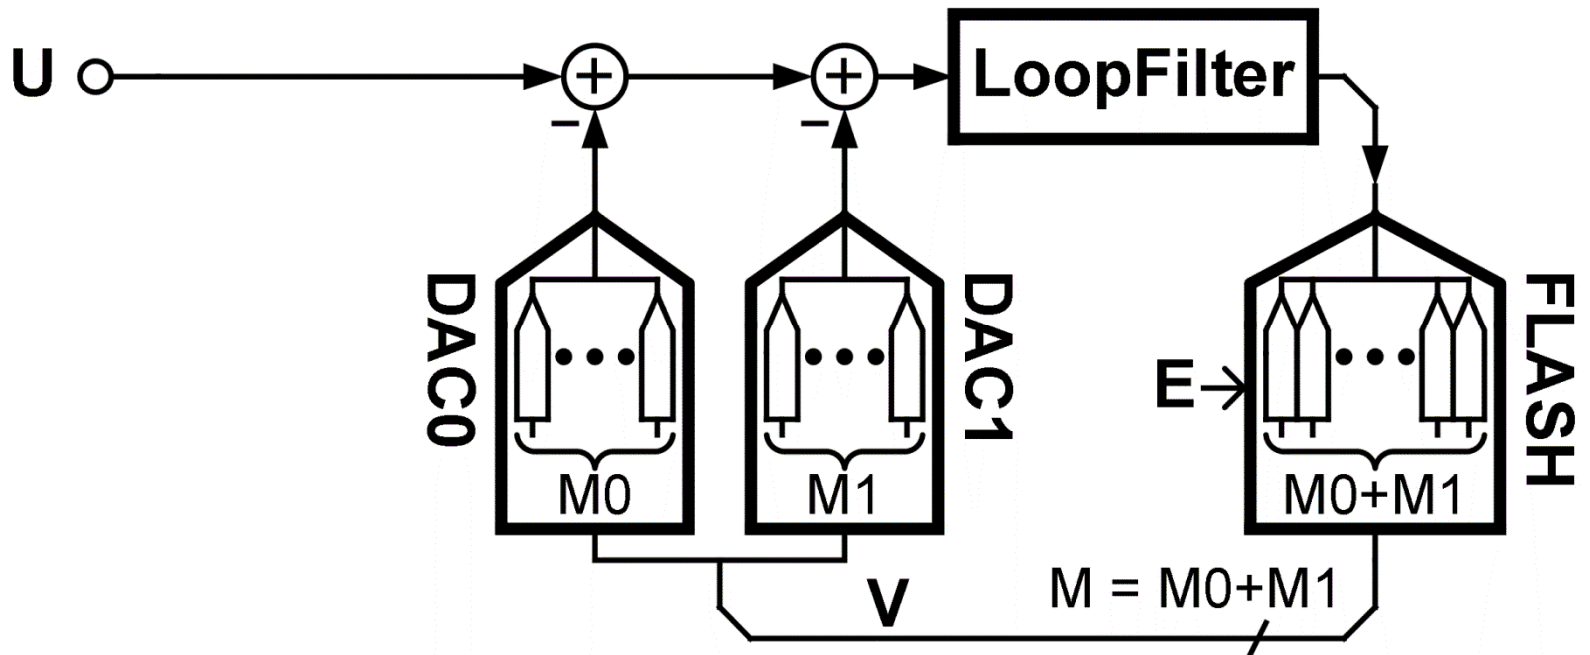 U
+
+
LoopFilter
−
−
DAC0
DAC1
E
FLASH
M0
M1
M0+M1
V
M = M0+M1